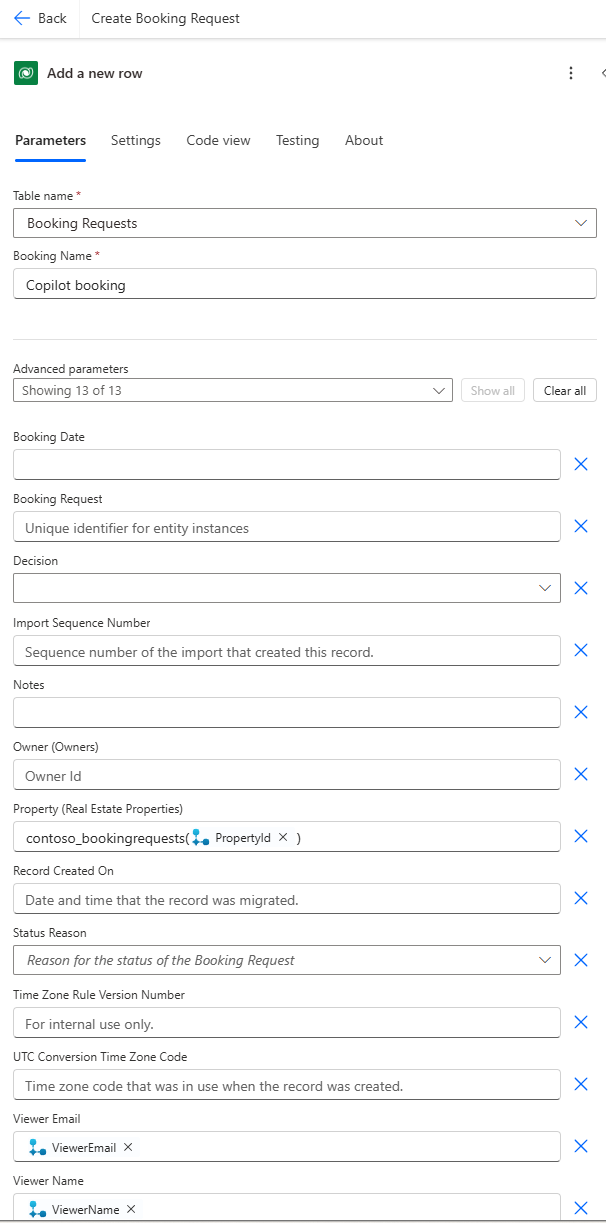 Back Create Booking Request
Add a new row
Parameters Settings Code view Testing About
Table name *
Booking Requests
Booking Name *
Copilot booking
Advanced parameters
Showing 13 of 13 Show all Clear all
Booking Date
Booking Request
Unique identifier for entity instances
Decision
Import Sequence Number
Sequence number of the import that created this record.
Notes
Owner (Owners)
Owner Id
Property (Real Estate Properties)
contoso_bookingrequests( PropertyId )
Record Created On
Date and time that the record was migrated.
Status Reason
Reason for the status of the Booking Request
Time Zone Rule Version Number
For internal use only.
UTC Conversion Time Zone Code
Time zone code that was in use when the record was created.
Viewer Email
ViewerEmail
Viewer Name
ViewerName